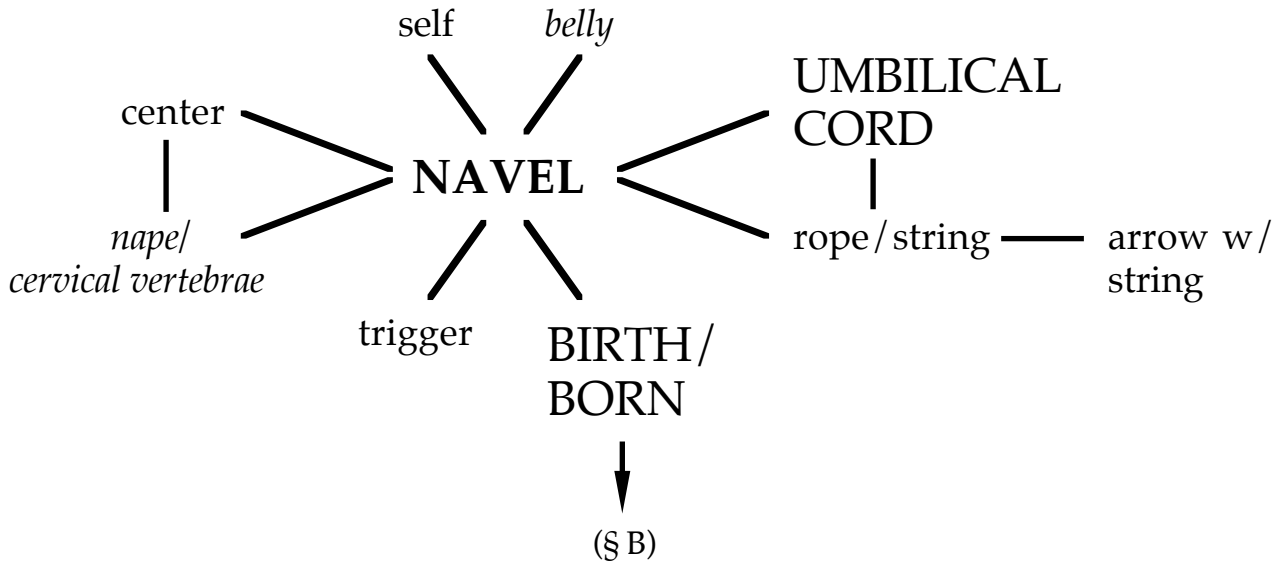 self
belly
center
UMBILICAL
CORD
NAVEL
nape/
cervical vertebrae
rope/string
arrow w/
string
trigger
BIRTH/
BORN
(§ B)